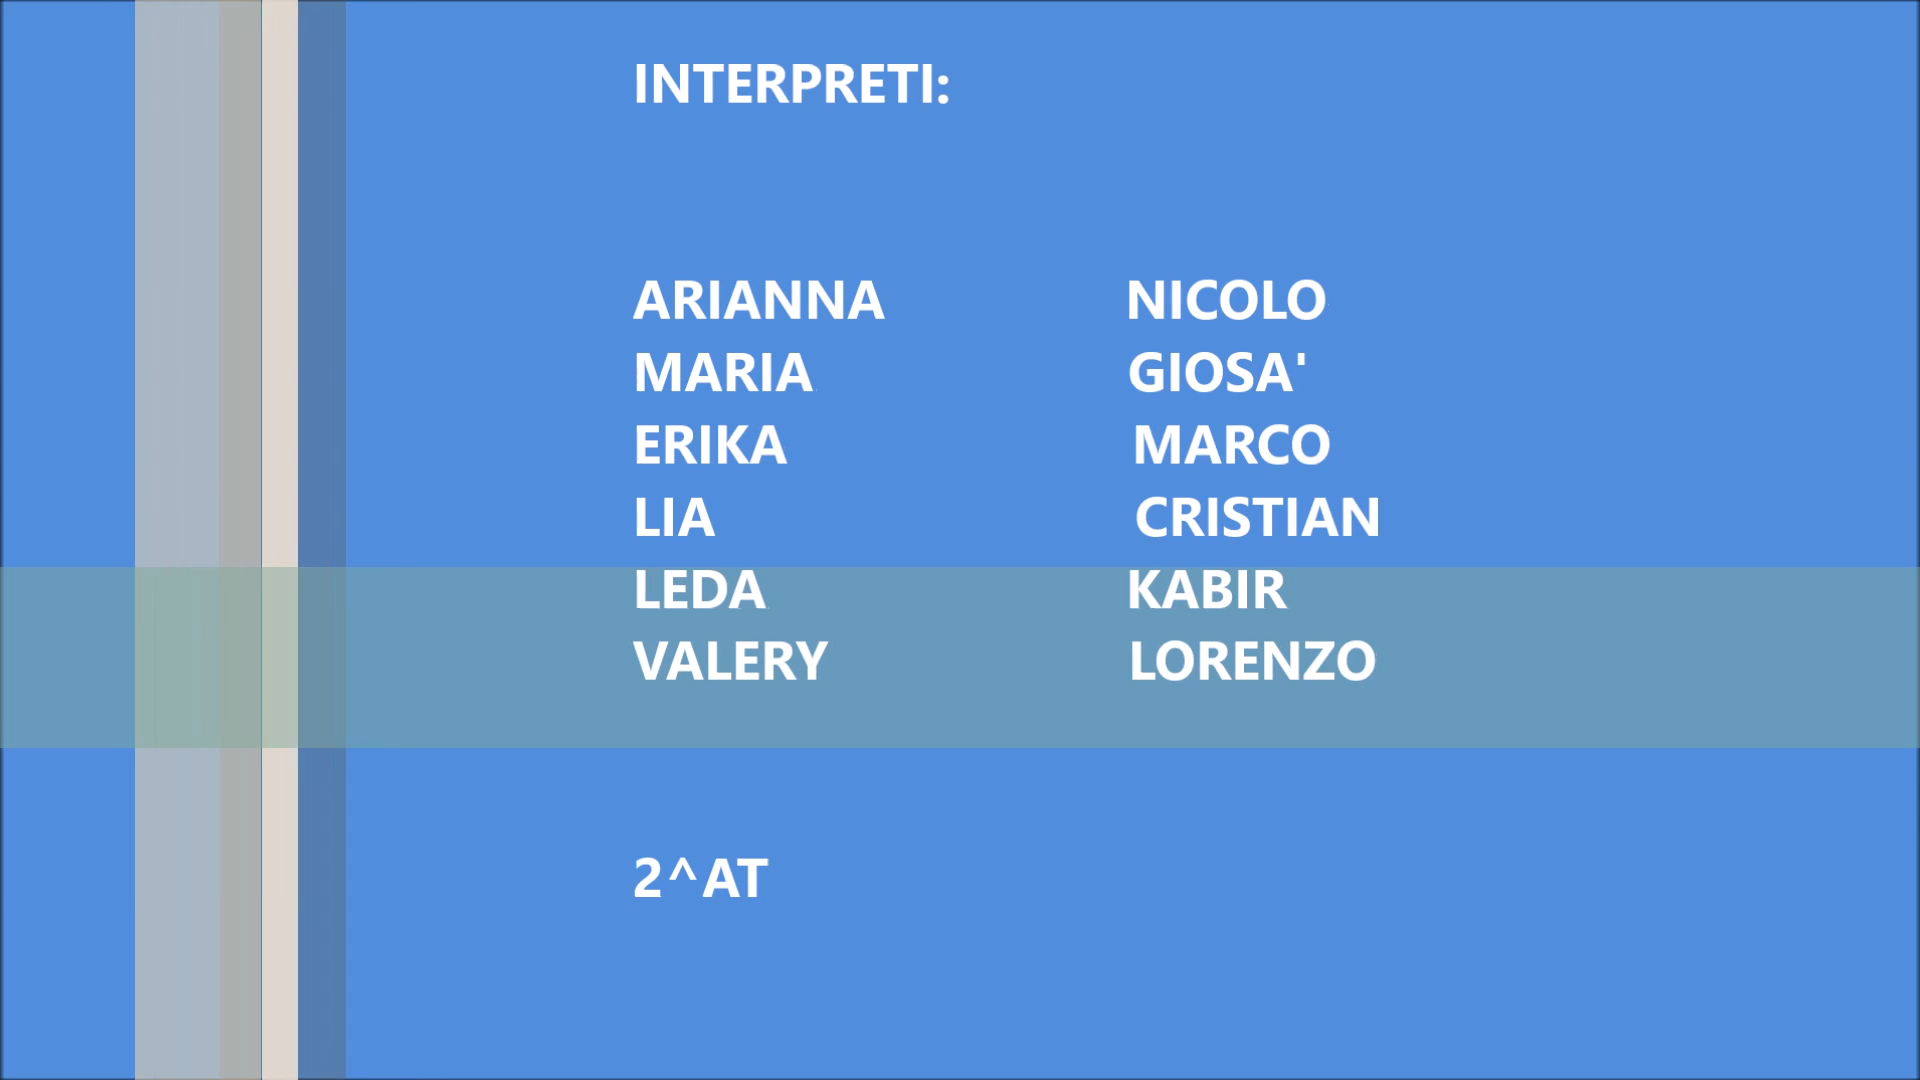 INTERPRETI:
ARIANNA NICOLO
MARIA GIOSA'
ERIKA MARCO
LIA CRISTIAN
LEDA KABIR
VALERY LORENZO
2^AT